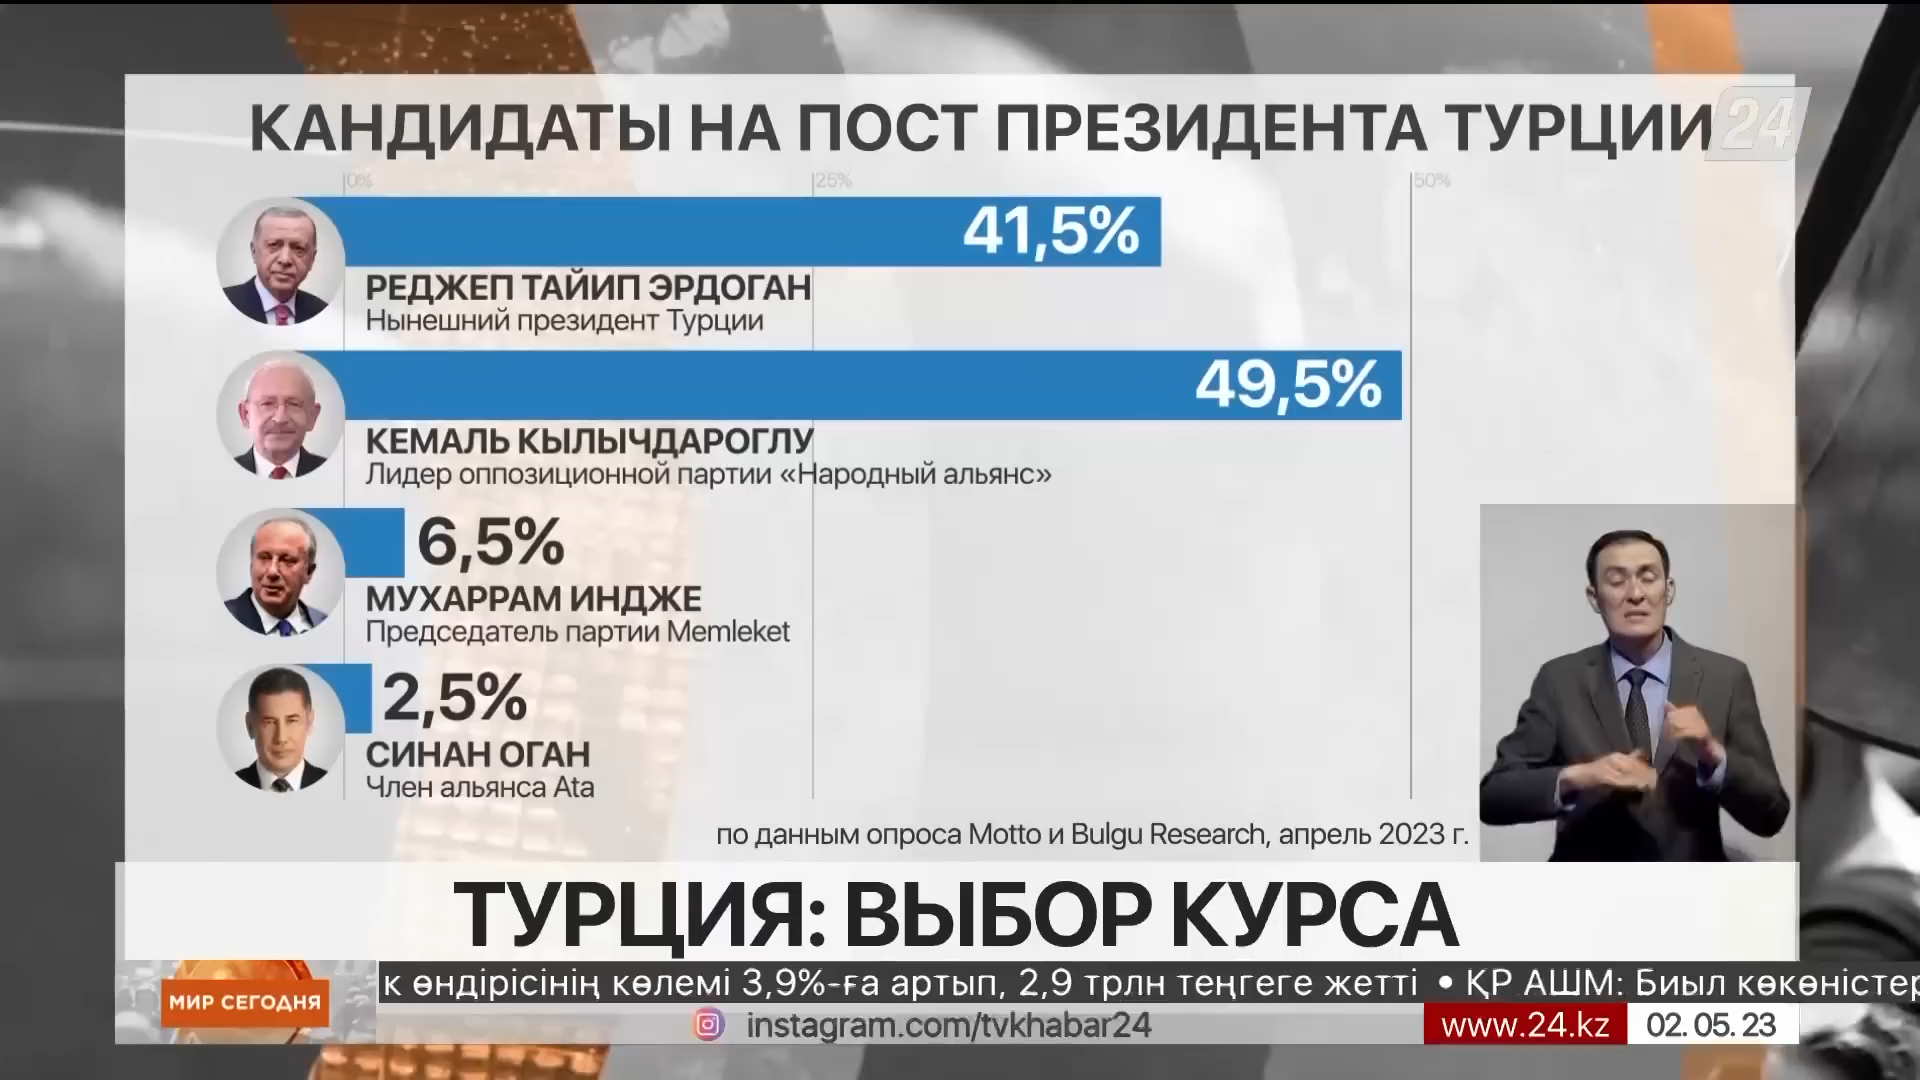 КАНДИДАТЫ НА ПОСТ ПРЕЗИДЕНТА ТУРЦИИ
24
0%
25%
50%
41,5%
РЕДЖЕП ТАЙИП ЭРДОГАН
Нынешний президент Турции
49,5%
КЕМАЛЬ КЫЛЫЧДАРОГЛУ
Лидер оппозиционной партии «Народный альянс»
6,5%
МУХАРРАМ ИНДЖЕ
Председатель партии Memleket
2,5%
СИНАН ОГАН
Член альянса Ata
по данным опроса Motto и Bulgu Research, апрель 2023 г.
ТУРЦИЯ: ВЫБОР КУРСА
МИР СЕГОДНЯ
к өндірісінің көлемі 3,9%-ға артып, 2,9 трлн теңгеге жетті • ҚР АШМ: Биыл көкөністер
instagram.com/tvkhabar24
www.24.kz
02.05.23